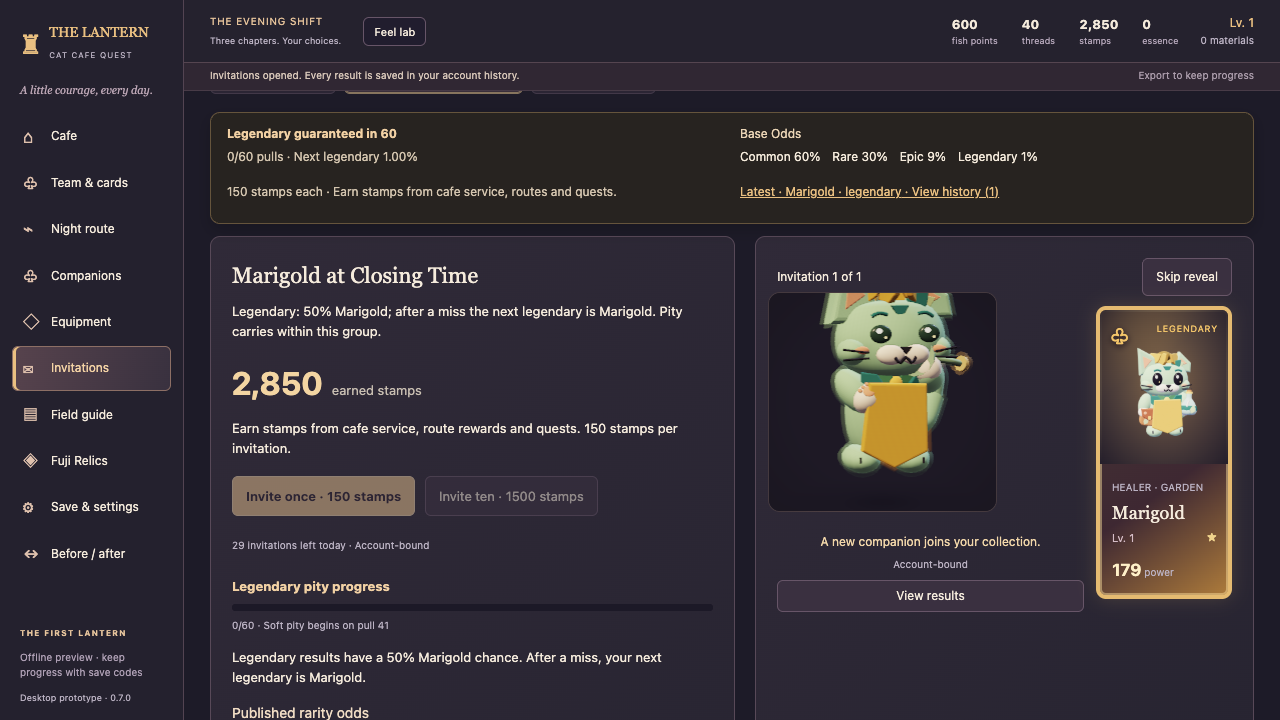 THE LANTERN
CAT CAFE QUEST
A little courage, every day.
Cafe
Team & cards
Night route
Companions
Equipment
Invitations
Field guide
Fuji Relics
Save & settings
Before / after
THE FIRST LANTERN
Offline preview · keep
progress with save codes
Desktop prototype · 0.7.0
THE EVENING SHIFT
Three chapters. Your choices.
Feel lab
600
fish points
40
threads
2,850
stamps
0
essence
Lv. 1
0 materials
Invitations opened. Every result is saved in your account history.
Export to keep progress
Legendary guaranteed in 60
0/60 pulls · Next legendary 1.00%
150 stamps each · Earn stamps from cafe service, routes and quests.
Base Odds
Common 60% Rare 30% Epic 9% Legendary 1%
Latest · Marigold · legendary · View history (1)
Marigold at Closing Time
Legendary: 50% Marigold; after a miss the next legendary is Marigold. Pity
carries within this group.
2,850 earned stamps
Earn stamps from cafe service, route rewards and quests. 150 stamps per
invitation.
Invite once · 150 stamps
Invite ten · 1500 stamps
29 invitations left today · Account-bound
Legendary pity progress
0/60 · Soft pity begins on pull 41
Legendary results have a 50% Marigold chance. After a miss, your next
legendary is Marigold.
Published rarity odds
Invitation 1 of 1
Skip reveal
A new companion joins your collection.
Account-bound
View results
LEGENDARY
HEALER · GARDEN
Marigold
Lv. 1
179 power